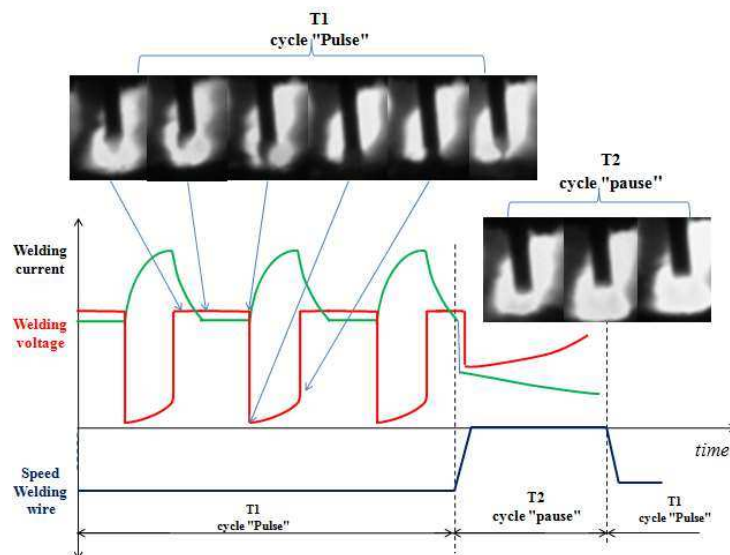 T1
cycle "Pulse"
T2
cycle "pause"
Welding
current
Welding
voltage
time
Speed
Welding
wire
T1
cycle "Pulse"
T2
cycle "pause"
T1
cycle "Pulse"